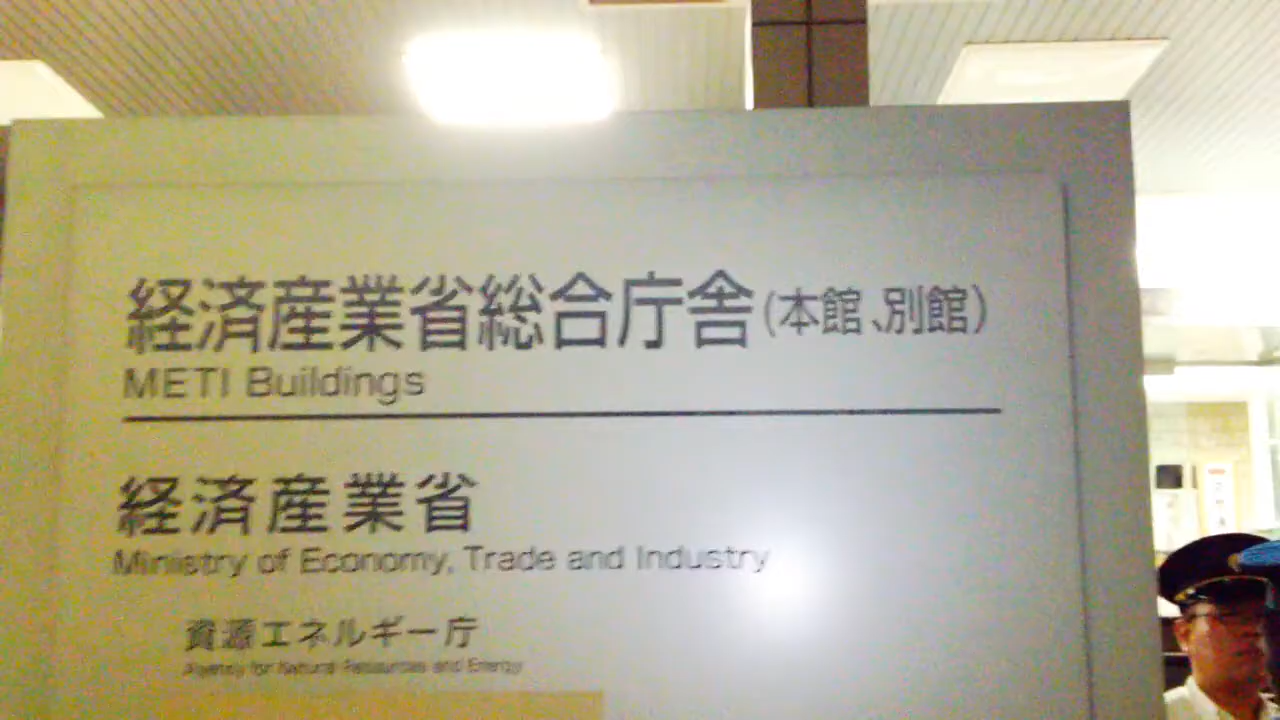 経済産業省総合庁舎(本館、別館)
METI Buildings
経済産業省
Ministry of Economy, Trade and Industry
資源エネルギー庁
Agency for Natural Resources and Energy